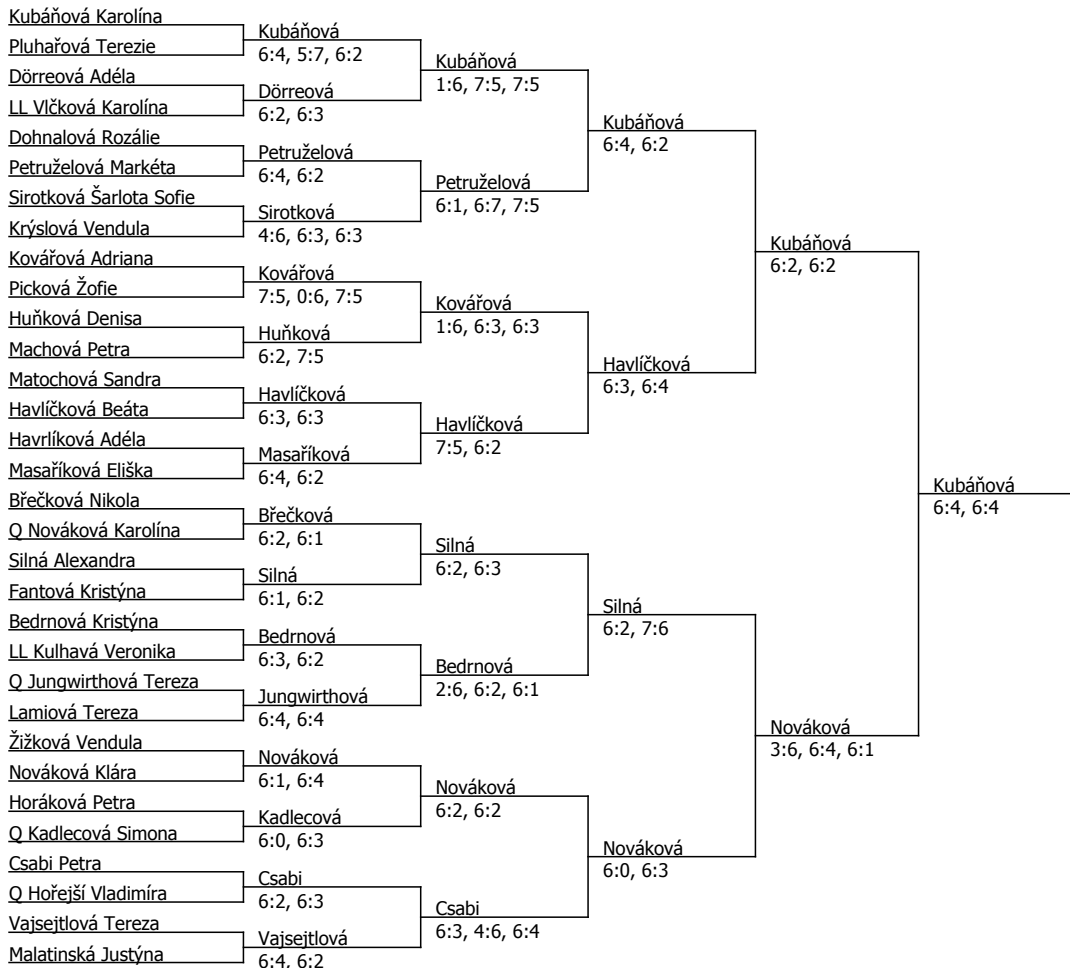 Kubáňová Karolína
Pluhařová Terezie
Dörreová Adéla
LL Vlčková Karolína
Dohnalová Rozálie
Petruželová Markéta
Sirotková Šarlota Sofie
Krýslová Vendula
Kovářová Adriana
Picková Žofie
Huňková Denisa
Machová Petra
Matochová Sandra
Havlíčková Beáta
Havrlíková Adéla
Masaříková Eliška
Břečková Nikola
Q Nováková Karolína
Silná Alexandra
Fantová Kristýna
Bedrnová Kristýna
LL Kulhavá Veronika
Q Jungwirthová Tereza
Lamiová Tereza
Žižková Vendula
Nováková Klára
Horáková Petra
Q Kadlecová Simona
Csabi Petra
Q Hořejší Vladimíra
Vajsejtlová Tereza
Malatinská Justýna
Kubáňová
6:4, 5:7, 6:2
Dörreová
6:2, 6:3
Petruželová
6:4, 6:2
Sirotková
4:6, 6:3, 6:3
Kovářová
7:5, 0:6, 7:5
Huňková
6:2, 7:5
Havlíčková
6:3, 6:3
Masaříková
6:4, 6:2
Břečková
6:2, 6:1
Silná
6:1, 6:2
Bedrnová
6:3, 6:2
Jungwirthová
6:4, 6:4
Nováková
6:1, 6:4
Kadlecová
6:0, 6:3
Csabi
6:2, 6:3
Vajsejtlová
6:4, 6:2
Kubáňová
1:6, 7:5, 7:5
Petruželová
6:1, 6:7, 7:5
Kovářová
1:6, 6:3, 6:3
Havlíčková
7:5, 6:2
Silná
6:2, 6:3
Bedrnová
2:6, 6:2, 6:1
Nováková
6:2, 6:2
Csabi
6:3, 4:6, 6:4
Kubáňová
6:4, 6:2
Havlíčková
6:3, 6:4
Silná
6:2, 7:6
Nováková
6:0, 6:3
Kubáňová
6:2, 6:2
Nováková
3:6, 6:4, 6:1
Kubáňová
6:4, 6:4